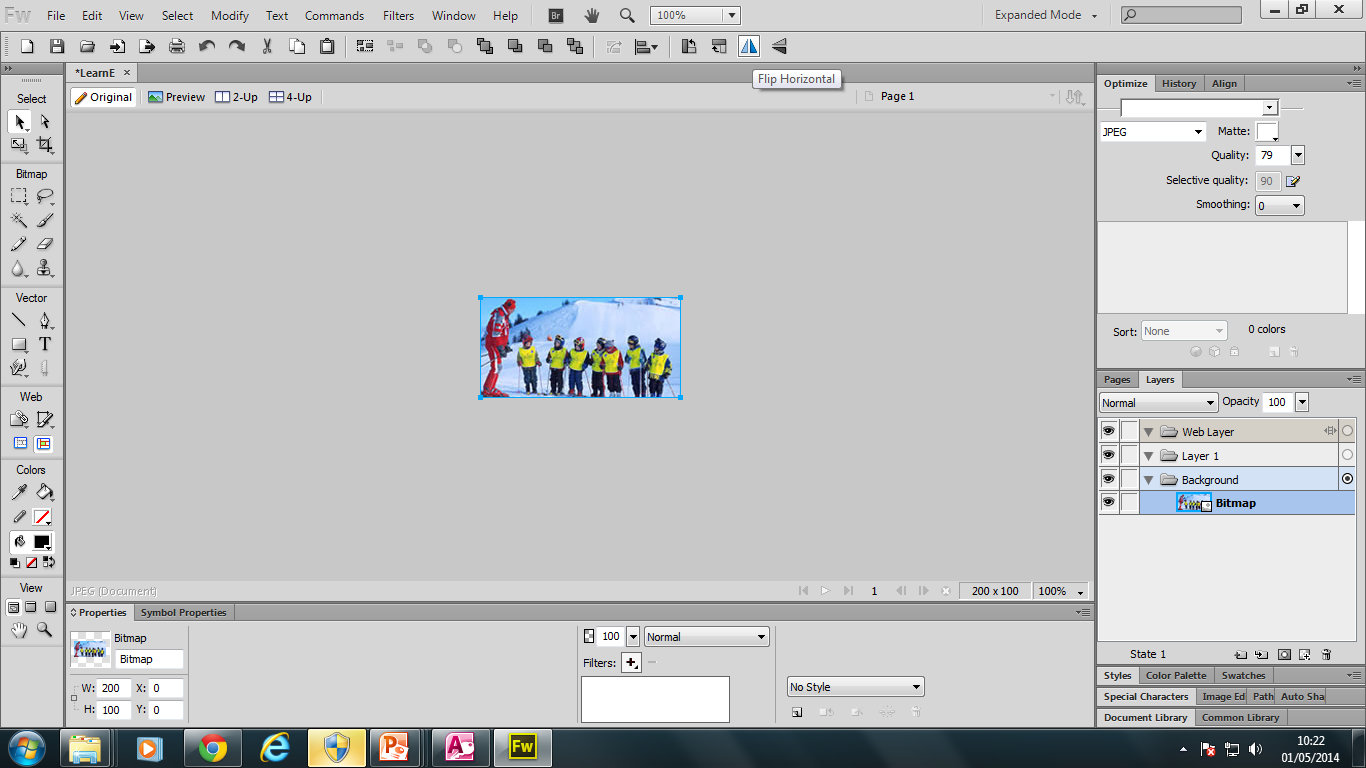 Fw File Edit View Select Modify Text Commands Filters Window Help Br 100% Expanded Mode
*LearnE ×
Flip Horizontal
Original Preview 2-Up 4-Up Page 1
Select
Bitmap
Vector
T
Web
Colors
View
JPEG (Document) 1 200 x 100 100%
Properties Symbol Properties
Bitmap
Bitmap
W: 200 X: 0
H: 100 Y: 0
100 Normal
Filters:
No Style
Optimize History Align
JPEG Matte:
Quality: 79
Selective quality: 90
Smoothing: 0
Sort: None 0 colors
Pages Layers
Normal Opacity 100
Web Layer
Layer 1
Background
Bitmap
State 1
Styles Color Palette Swatches
Special Characters Image Ed Path Auto Sha
Document Library Common Library
Fw
10:22
01/05/2014